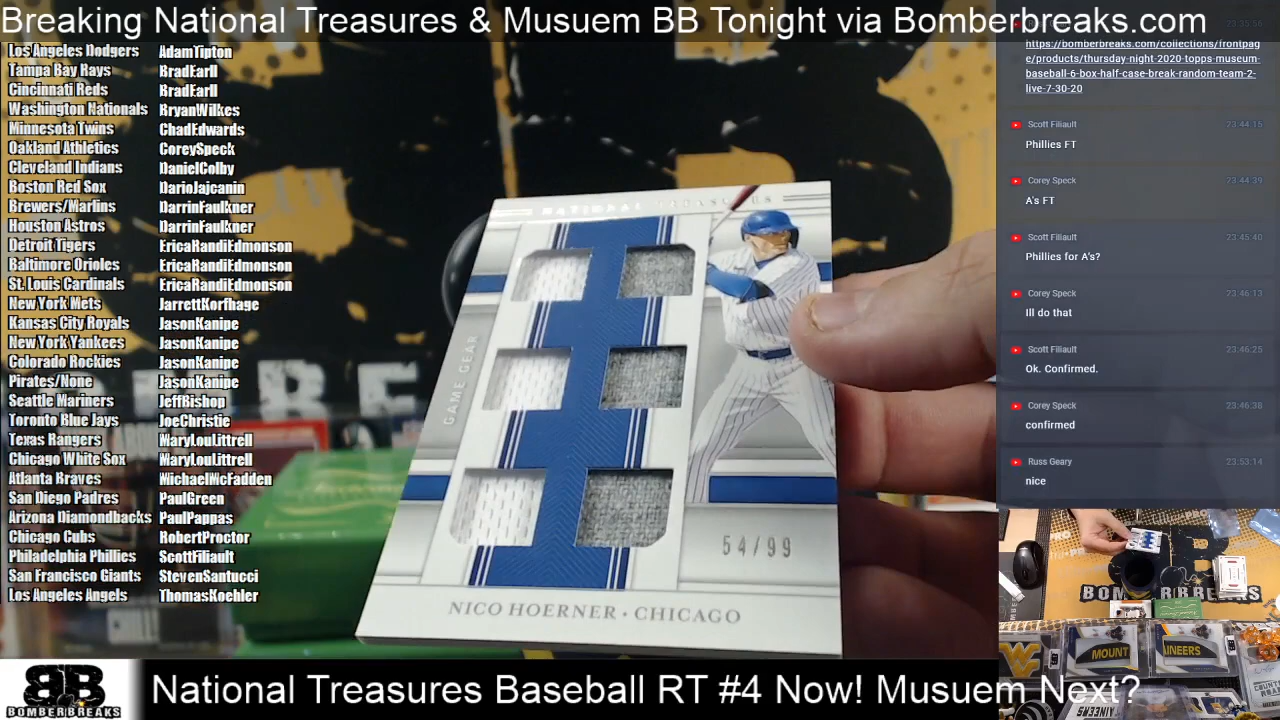 Breaking National Treasures & Musuem BB Tonight via Bomberbreaks.com
Los Angeles Dodgers AdamTipton
Tampa Bay Rays BradEarll
Cincinnati Reds BradEarll
Washington Nationals BryanWilkes
Minnesota Twins ChadEdwards
Oakland Athletics CoreySpeck
Cleveland Indians DanielColby
Boston Red Sox DarioJajcanin
Brewers/Marlins DarrinFaulkner
Houston Astros DarrinFaulkner
Detroit Tigers EricaRandiEdmonson
Baltimore Orioles EricaRandiEdmonson
St. Louis Cardinals EricaRandiEdmonson
New York Mets JarrettKorfhage
Kansas City Royals JasonKanipe
New York Yankees JasonKanipe
Colorado Rockies JasonKanipe
Pirates/None JasonKanipe
Seattle Mariners JeffBishop
Toronto Blue Jays JoeChristie
Texas Rangers MaryLouLittrell
Chicago White Sox MaryLouLittrell
Atlanta Braves MichaelMcFadden
San Diego Padres PaulGreen
Arizona Diamondbacks PaulPappas
Chicago Cubs RobertProctor
Philadelphia Phillies ScottFiliault
San Francisco Giants StevenSantucci
Los Angeles Angels ThomasKoehler
NATIONAL TREASURES
GAME GEAR
54/99
NICO HOERNER • CHICAGO
https://bomberbreaks.com/collections/frontpag
e/products/thursday-night-2020-topps-museum-
baseball-6-box-half-case-break-random-team-2-
live-7-30-20
Scott Filiault 23:44:15
Phillies FT
Corey Speck 23:44:39
A's FT
Scott Filiault 23:45:40
Phillies for A's?
Corey Speck 23:46:13
Ill do that
Scott Filiault 23:46:25
Ok. Confirmed.
Corey Speck 23:46:38
confirmed
Russ Geary 23:53:14
nice
BREAKS
MOUNT AINEERS
BB
BOMBERBREAKS
National Treasures Baseball RT #4 Now! Musuem Next?